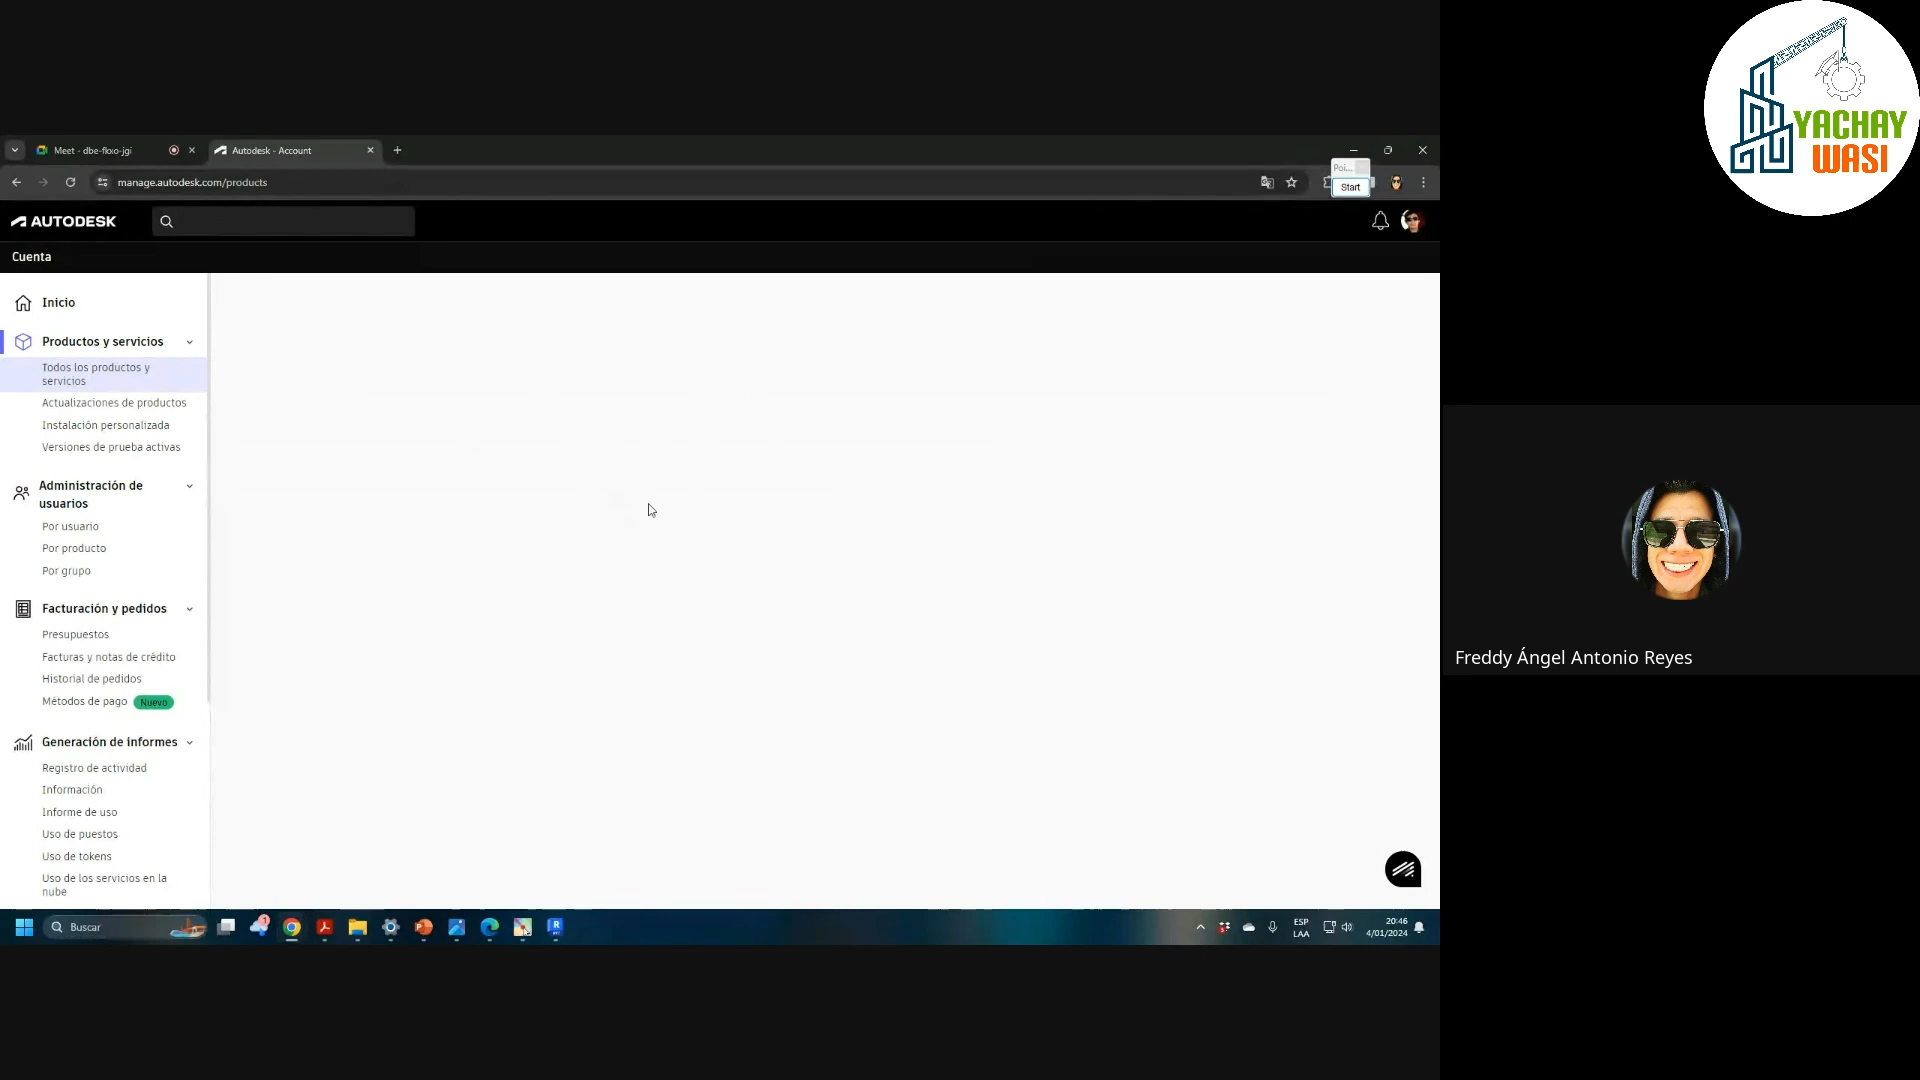 YACHAY
WASI
Meet - dbe-floxo-jgi
Autodesk - Account
manage.autodesk.com/products
Poi...
Start
AUTODESK
Cuenta
Inicio
Productos y servicios
Todos los productos y
servicios
Actualizaciones de productos
Instalación personalizada
Versiones de prueba activas
Administración de
usuarios
Por usuario
Por producto
Por grupo
Facturación y pedidos
Presupuestos
Facturas y notas de crédito
Historial de pedidos
Métodos de pago Nuevo
Generación de informes
Registro de actividad
Información
Informe de uso
Uso de puestos
Uso de tokens
Uso de los servicios en la
nube
Freddy Ángel Antonio Reyes
Buscar
ESP
LAA
20:46
4/01/2024